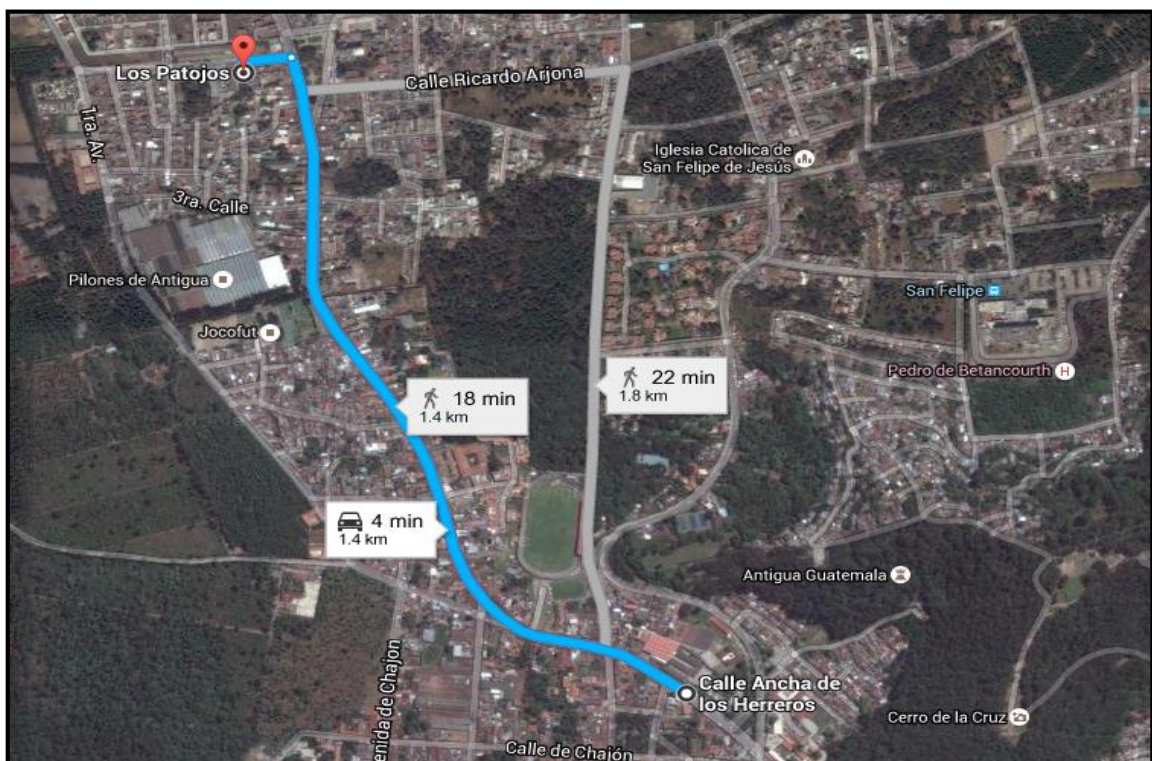 Los Patojos
Calle Ricardo Arjona
1ra. Av.
Iglesia Catolica de
San Felipe de Jesús
3ra. Calle
Pilones de Antigua
San Felipe
Jocofut
22 min
1.8 km
Pedro de Betancourth
H
18 min
1.4 km
4 min
1.4 km
Antigua Guatemala
enida de Chajon
Calle Ancha de
los Herreros
Cerro de la Cruz
Calle de Chajón